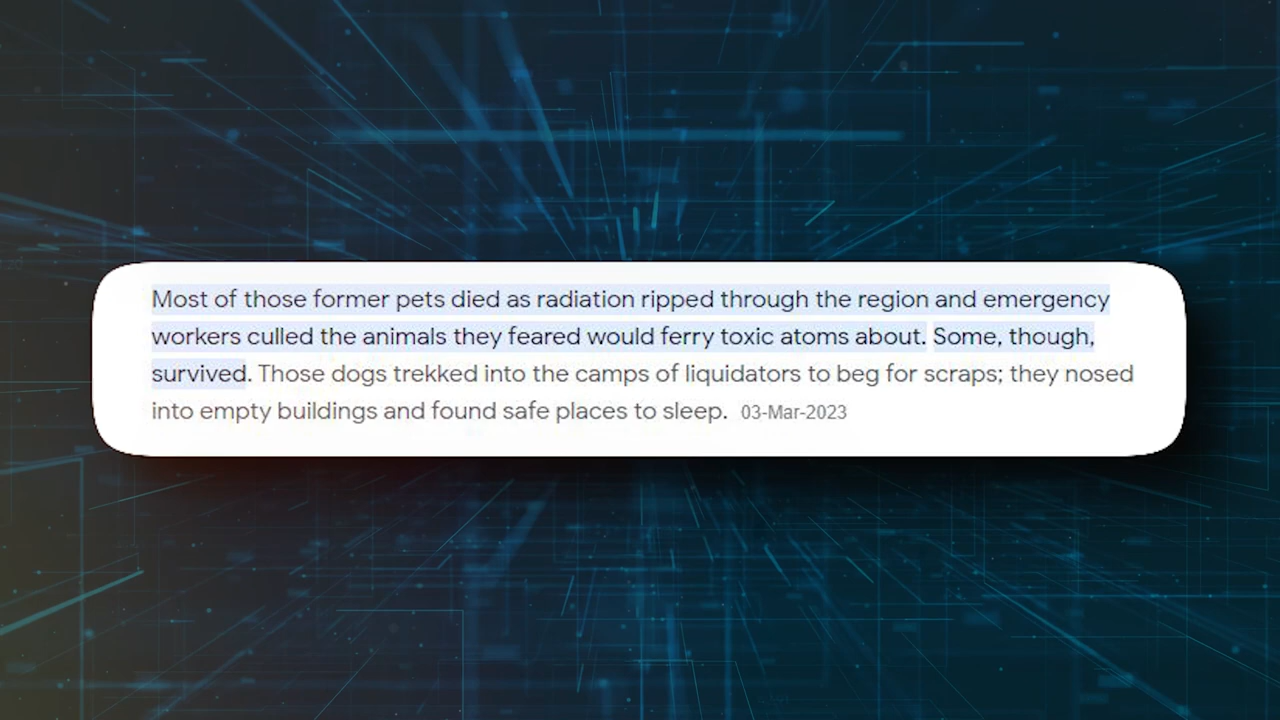 Most of those former pets died as radiation ripped through the region and emergency
workers culled the animals they feared would ferry toxic atoms about. Some, though,
survived. Those dogs trekked into the camps of liquidators to beg for scraps; they nosed
into empty buildings and found safe places to sleep. 03-Mar-2023